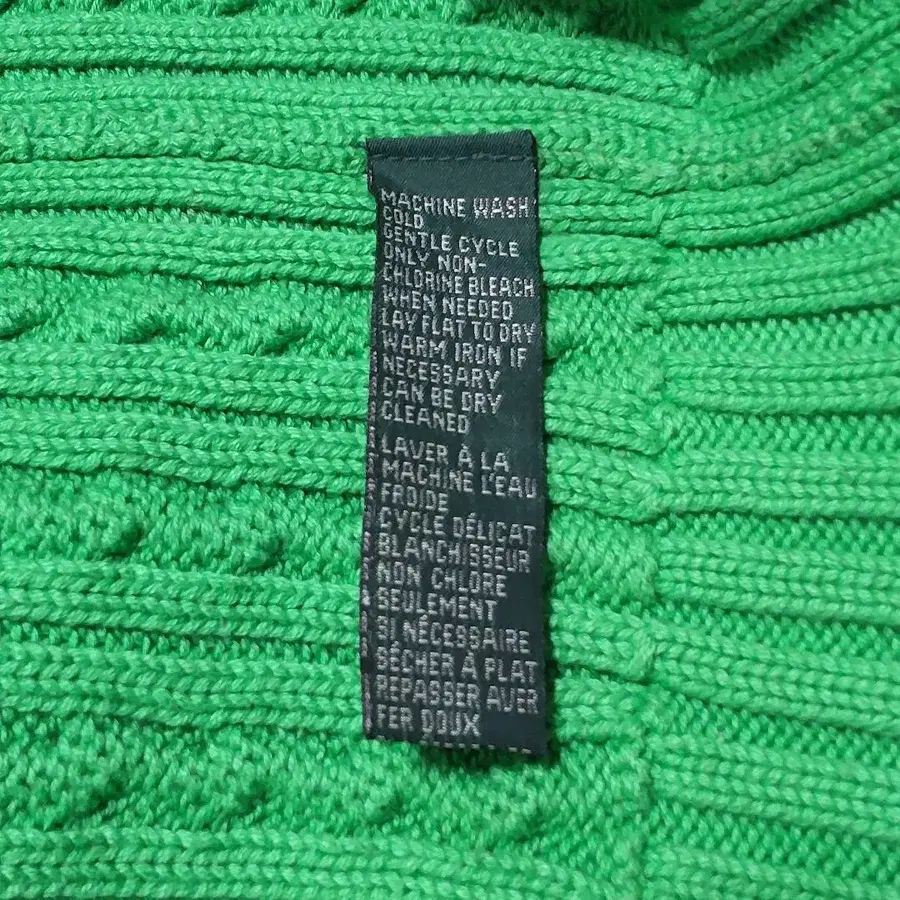 MACHINE WASH
COLD
GENTLE CYCLE
ONLY NON-
CHLORINE BLEACH
WHEN NEEDED
LAY FLAT TO DRY
WARM IRON IF
NECESSARY
CAN BE DRY
CLEANED
LAVER À LA
MACHINE L'EAU
FROIDE
CYCLE DÉLICAT
BLANCHISSEUR
NON CHLORE
SEULEMENT
SI NÉCESSAIRE
SÉCHER À PLAT
REPASSER AVER
FER DOUX